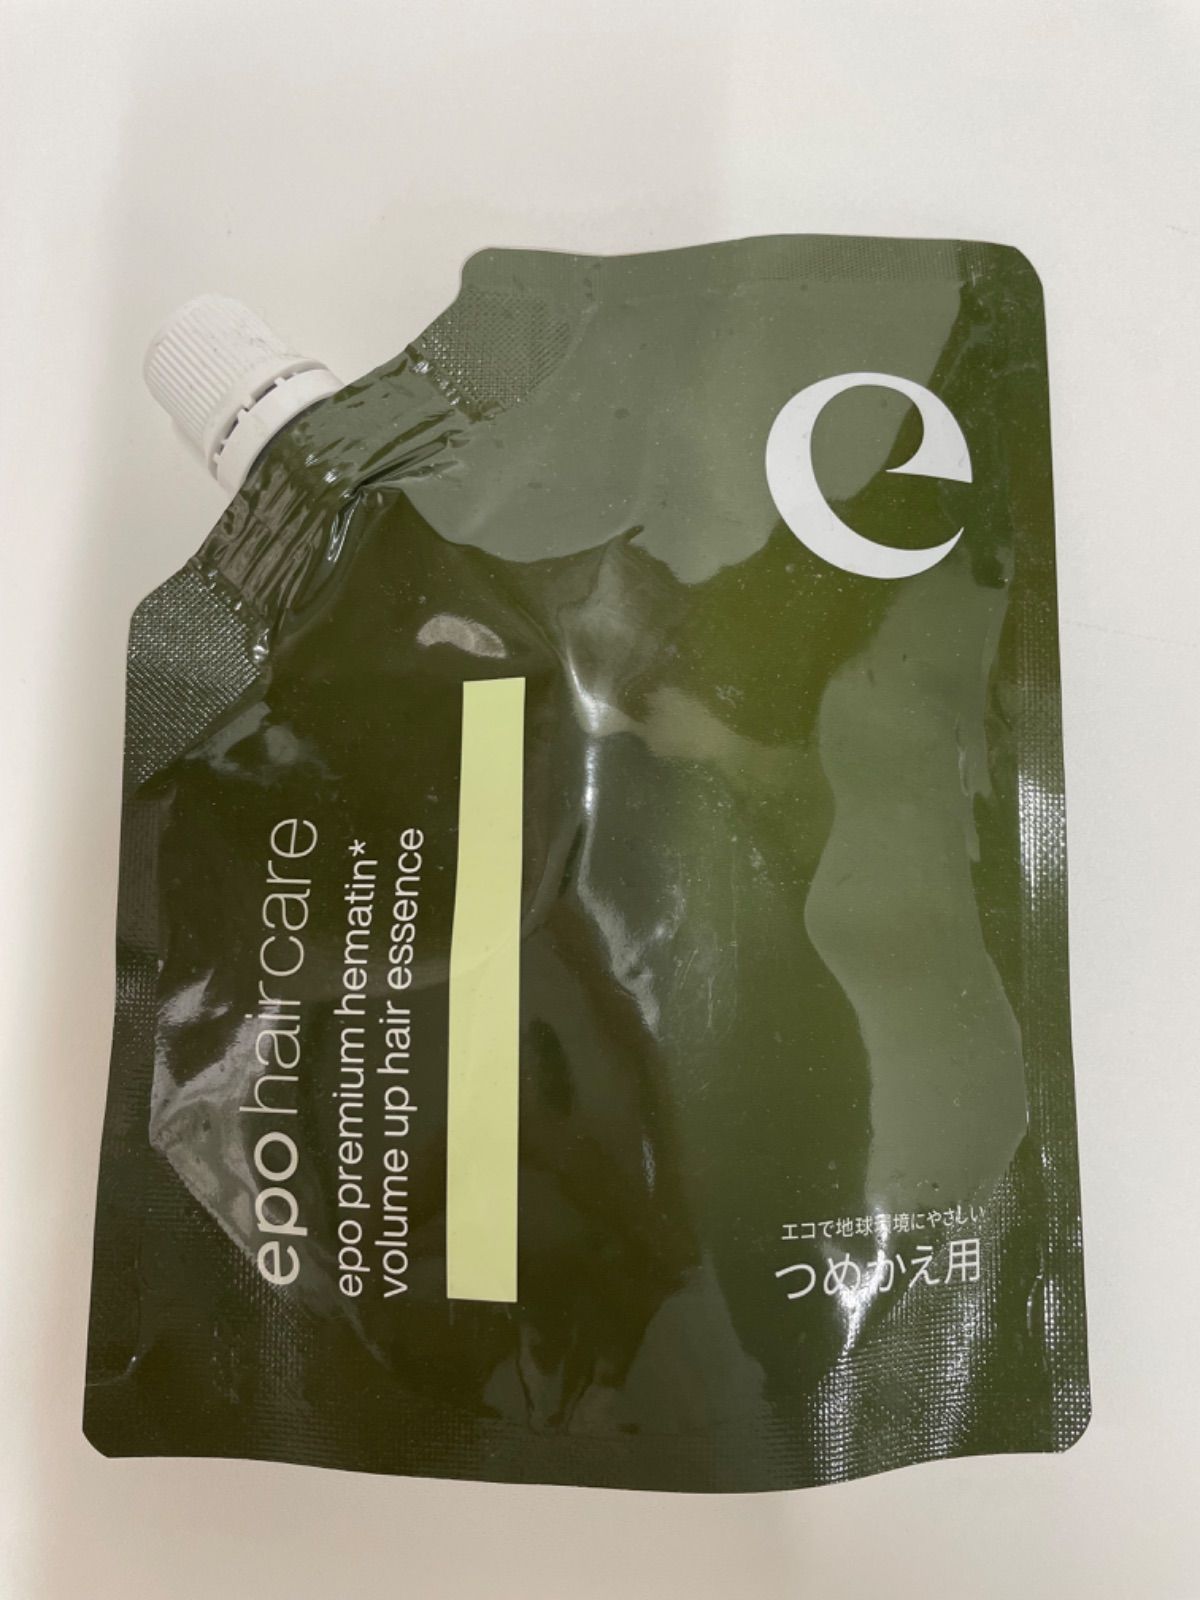 e
epo hair care
epo premium hematin*
volume up hair essence
エコで地球環境にやさしい
つめかえ用